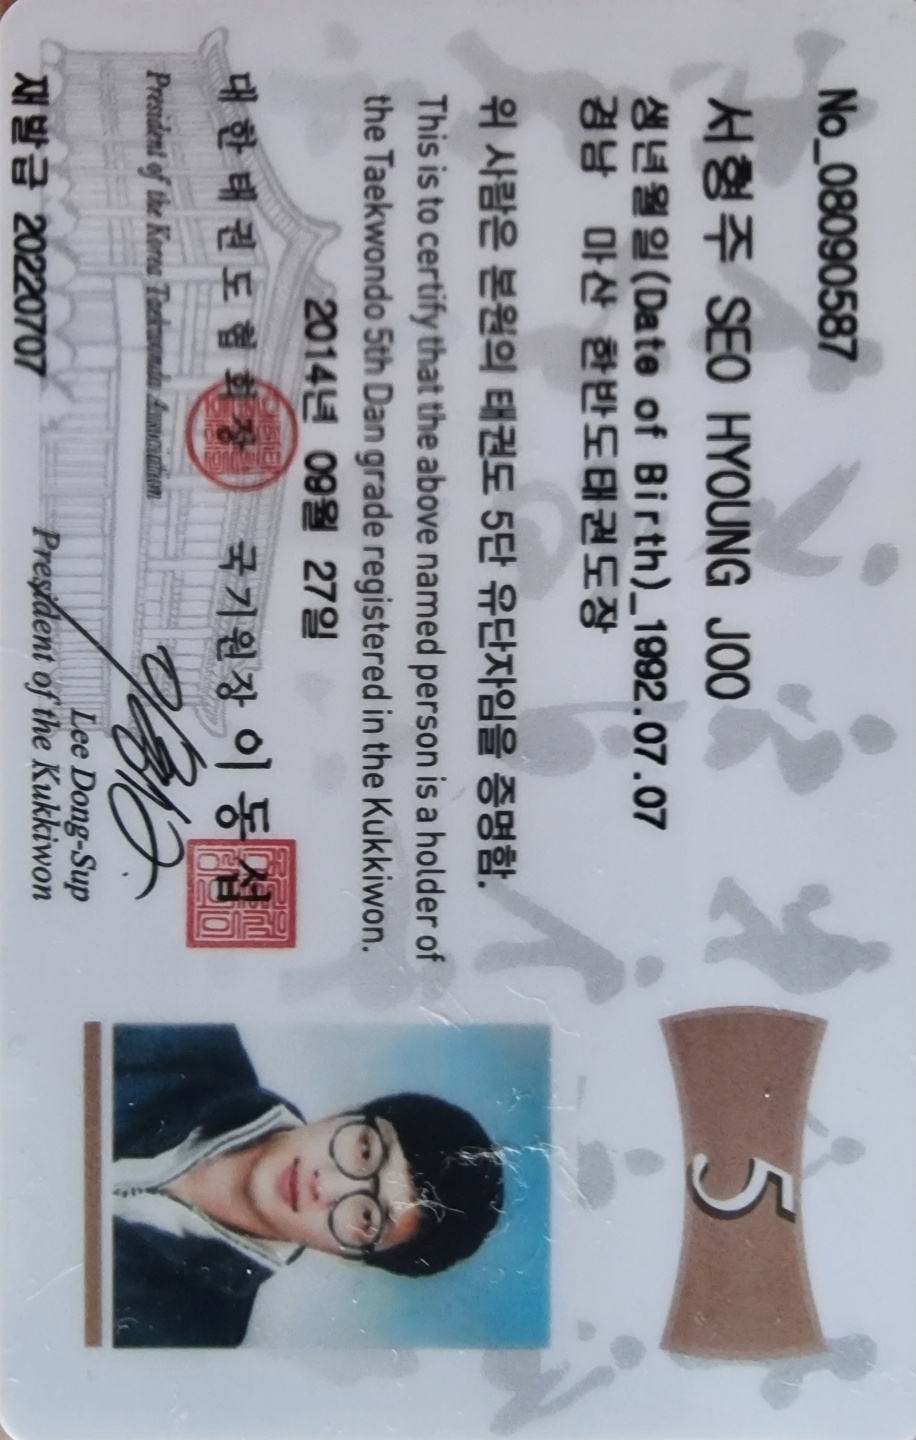 No_08090587
서형주 SEO HYOUNG JOO
생년월일(Date of Birth)_1992.07.07
경남 마산 한반도태권도장
위 사람은 본원의 태권도 5단 유단자임을 증명함.
This is to certify that the above named person is a holder of
the Taekwondo 5th Dan grade registered in the Kukkiwon.
2014년 09월 27일
대한태권도협회장 국기원장 이동섭
President of the Korea Taekwondo Association
Lee Dong-Sup
President of the Kukkiwon
재발급 20220707
5